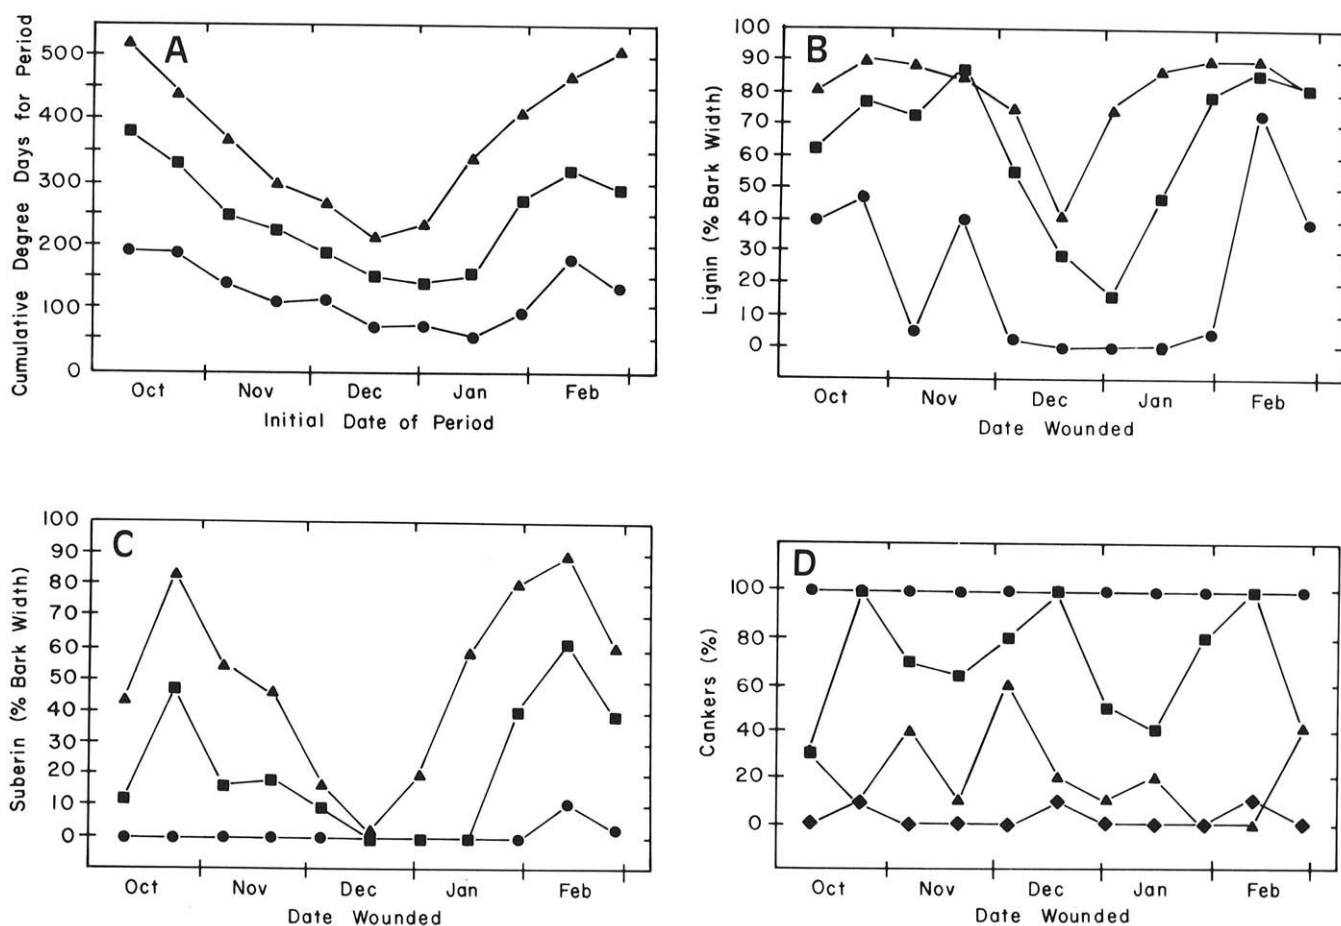 A
Cumulative Degree Days for Period
500
400
300
200
100
0
Oct Nov Dec Jan Feb
Initial Date of Period
B
Lignin (% Bark Width)
100
90
80
70
60
50
40
30
20
10
0
Oct Nov Dec Jan Feb
Date Wounded
C
Suberin (% Bark Width)
100
90
80
70
60
50
40
30
20
10
0
Oct Nov Dec Jan Feb
Date Wounded
D
Cankers (%)
100
80
60
40
20
0
Oct Nov Dec Jan Feb
Date Wounded